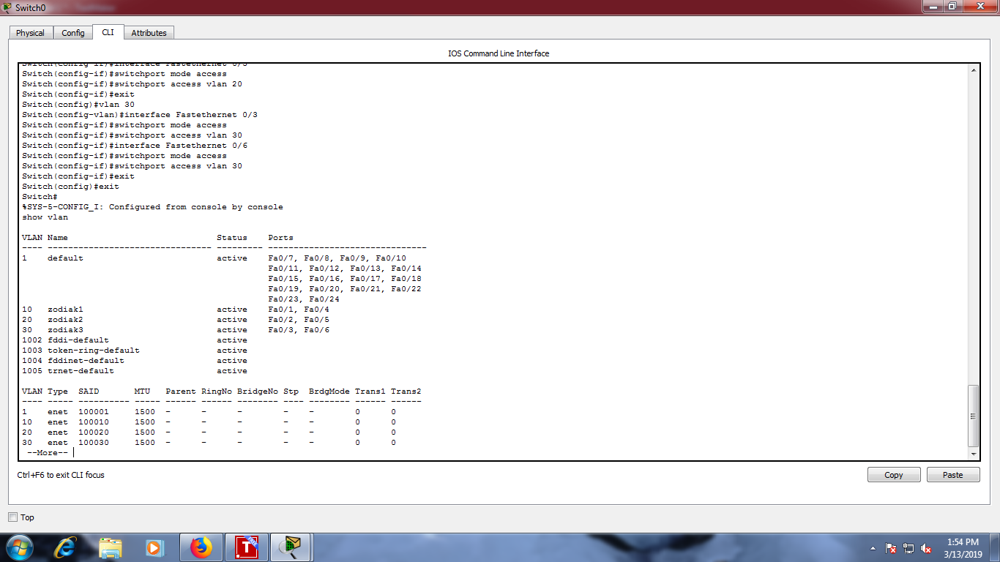 Switch0
Physical Config CLI Attributes
IOS Command Line Interface
Switch(config-if)#interface Fastethernet 0/5
Switch(config-if)#switchport mode access
Switch(config-if)#switchport access vlan 20
Switch(config-if)#exit
Switch(config)#vlan 30
Switch(config-vlan)#interface Fastethernet 0/3
Switch(config-if)#switchport mode access
Switch(config-if)#switchport access vlan 30
Switch(config-if)#interface Fastethernet 0/6
Switch(config-if)#switchport mode access
Switch(config-if)#switchport access vlan 30
Switch(config-if)#exit
Switch(config)#exit
Switch#
%SYS-5-CONFIG_I: Configured from console by console
show vlan
VLAN Name                             Status    Ports
---- -------------------------------- --------- -------------------------------
1    default                          active    Fa0/7, Fa0/8, Fa0/9, Fa0/10
                                                Fa0/11, Fa0/12, Fa0/13, Fa0/14
                                                Fa0/15, Fa0/16, Fa0/17, Fa0/18
                                                Fa0/19, Fa0/20, Fa0/21, Fa0/22
                                                Fa0/23, Fa0/24
10   zodiak1                          active    Fa0/1, Fa0/4
20   zodiak2                          active    Fa0/2, Fa0/5
30   zodiak3                          active    Fa0/3, Fa0/6
1002 fddi-default                     active
1003 token-ring-default               active
1004 fddinet-default                  active
1005 trnet-default                    active
VLAN Type  SAID       MTU   Parent RingNo BridgeNo Stp  BrdgMode Trans1 Trans2
---- ----- ---------- ----- ------ ------ -------- ---- -------- ------ ------
1    enet  100001     1500  -      -      -        -    -        0      0
10   enet  100010     1500  -      -      -        -    -        0      0
20   enet  100020     1500  -      -      -        -    -        0      0
30   enet  100030     1500  -      -      -        -    -        0      0
 --More--
Ctrl+F6 to exit CLI focus
Copy Paste
Top
1:54 PM
3/13/2019